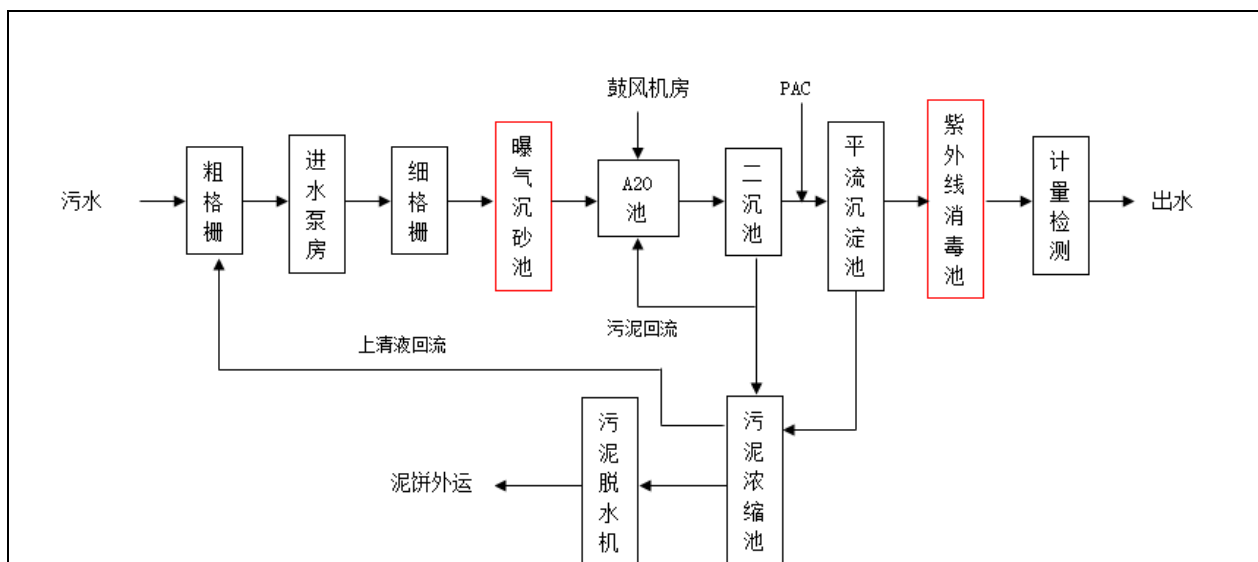 鼓风机房
PAC
污水
粗格栅
进水泵房
细格栅
曝气沉砂池
A2O
池
二沉池
平流沉淀池
紫外线消毒池
计量检测
出水
污泥回流
上清液回流
泥饼外运
污泥脱水机
污泥浓缩池